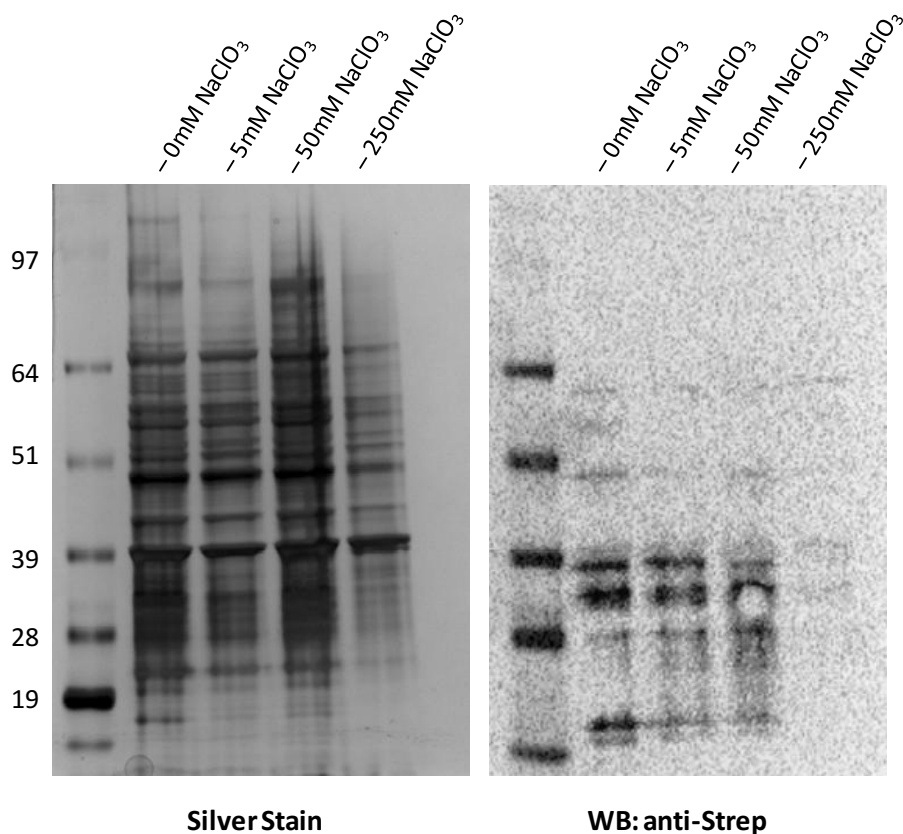 – 0mM NaClO₃
– 5mM NaClO₃
– 50mM NaClO₃
– 250mM NaClO₃
– 0mM NaClO₃
– 5mM NaClO₃
– 50mM NaClO₃
– 250mM NaClO₃
97
64
51
39
28
19
Silver Stain
WB: anti-Strep